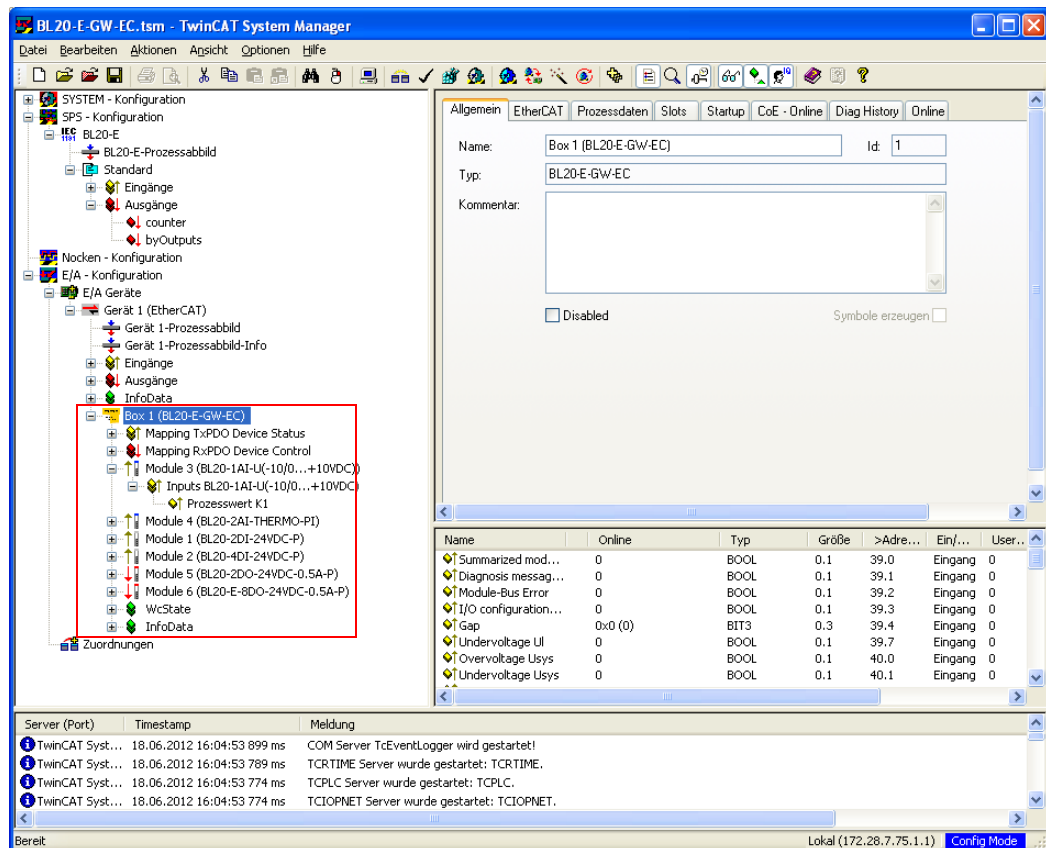 BL20-E-GW-EC.tsm - TwinCAT System Manager
Datei Bearbeiten Aktionen Ansicht Optionen Hilfe
SYSTEM - Konfiguration
SPS - Konfiguration
IEC 1131 BL20-E
BL20-E-Prozessabbild
Standard
Eingänge
Ausgänge
counter
byOutputs
Nocken - Konfiguration
E/A - Konfiguration
E/A Geräte
Gerät 1 (EtherCAT)
Gerät 1-Prozessabbild
Gerät 1-Prozessabbild-Info
Eingänge
Ausgänge
InfoData
Box 1 (BL20-E-GW-EC)
Mapping TxPDO Device Status
Mapping RxPDO Device Control
Module 3 (BL20-1AI-U(-10/0...+10VDC))
Inputs BL20-1AI-U(-10/0...+10VDC)
Prozesswert K1
Module 4 (BL20-2AI-THERMO-PI)
Module 1 (BL20-2DI-24VDC-P)
Module 2 (BL20-4DI-24VDC-P)
Module 5 (BL20-2DO-24VDC-0.5A-P)
Module 6 (BL20-E-8DO-24VDC-0.5A-P)
WcState
InfoData
Zuordnungen
Allgemein EtherCAT Prozessdaten Slots Startup CoE - Online Diag History Online
Name: Box 1 (BL20-E-GW-EC) Id: 1
Typ: BL20-E-GW-EC
Kommentar:
Disabled Symbole erzeugen
Name Online Typ Größe >Adre... Ein/... User...
Summarized mod... 0 BOOL 0.1 39.0 Eingang 0
Diagnosis messag... 0 BOOL 0.1 39.1 Eingang 0
Module-Bus Error 0 BOOL 0.1 39.2 Eingang 0
I/O configuration... 0 BOOL 0.1 39.3 Eingang 0
Gap 0x0 (0) BIT3 0.3 39.4 Eingang 0
Undervoltage Ul 0 BOOL 0.1 39.7 Eingang 0
Overvoltage Usys 0 BOOL 0.1 40.0 Eingang 0
Undervoltage Usys 0 BOOL 0.1 40.1 Eingang 0
Server (Port) Timestamp Meldung
TwinCAT Syst... 18.06.2012 16:04:53 899 ms COM Server TcEventLogger wird gestartet!
TwinCAT Syst... 18.06.2012 16:04:53 789 ms TCRTIME Server wurde gestartet: TCRTIME.
TwinCAT Syst... 18.06.2012 16:04:53 774 ms TCPLC Server wurde gestartet: TCPLC.
TwinCAT Syst... 18.06.2012 16:04:53 774 ms TCIOPNET Server wurde gestartet: TCIOPNET.
Bereit Lokal (172.28.7.75.1.1) Config Mode